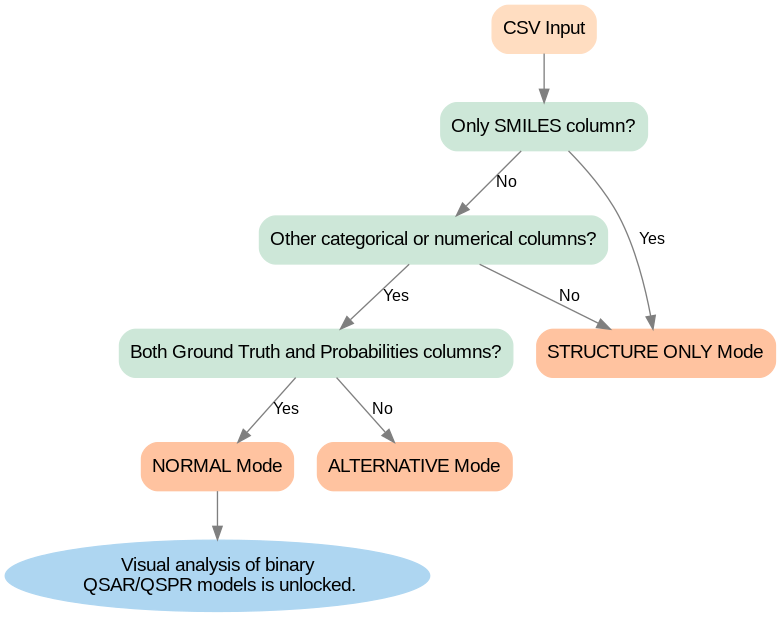 CSV Input
Only SMILES column?
No
Yes
Other categorical or numerical columns?
Yes
No
Both Ground Truth and Probabilities columns?
STRUCTURE ONLY Mode
Yes
No
NORMAL Mode
ALTERNATIVE Mode
Visual analysis of binary
QSAR/QSPR models is unlocked.